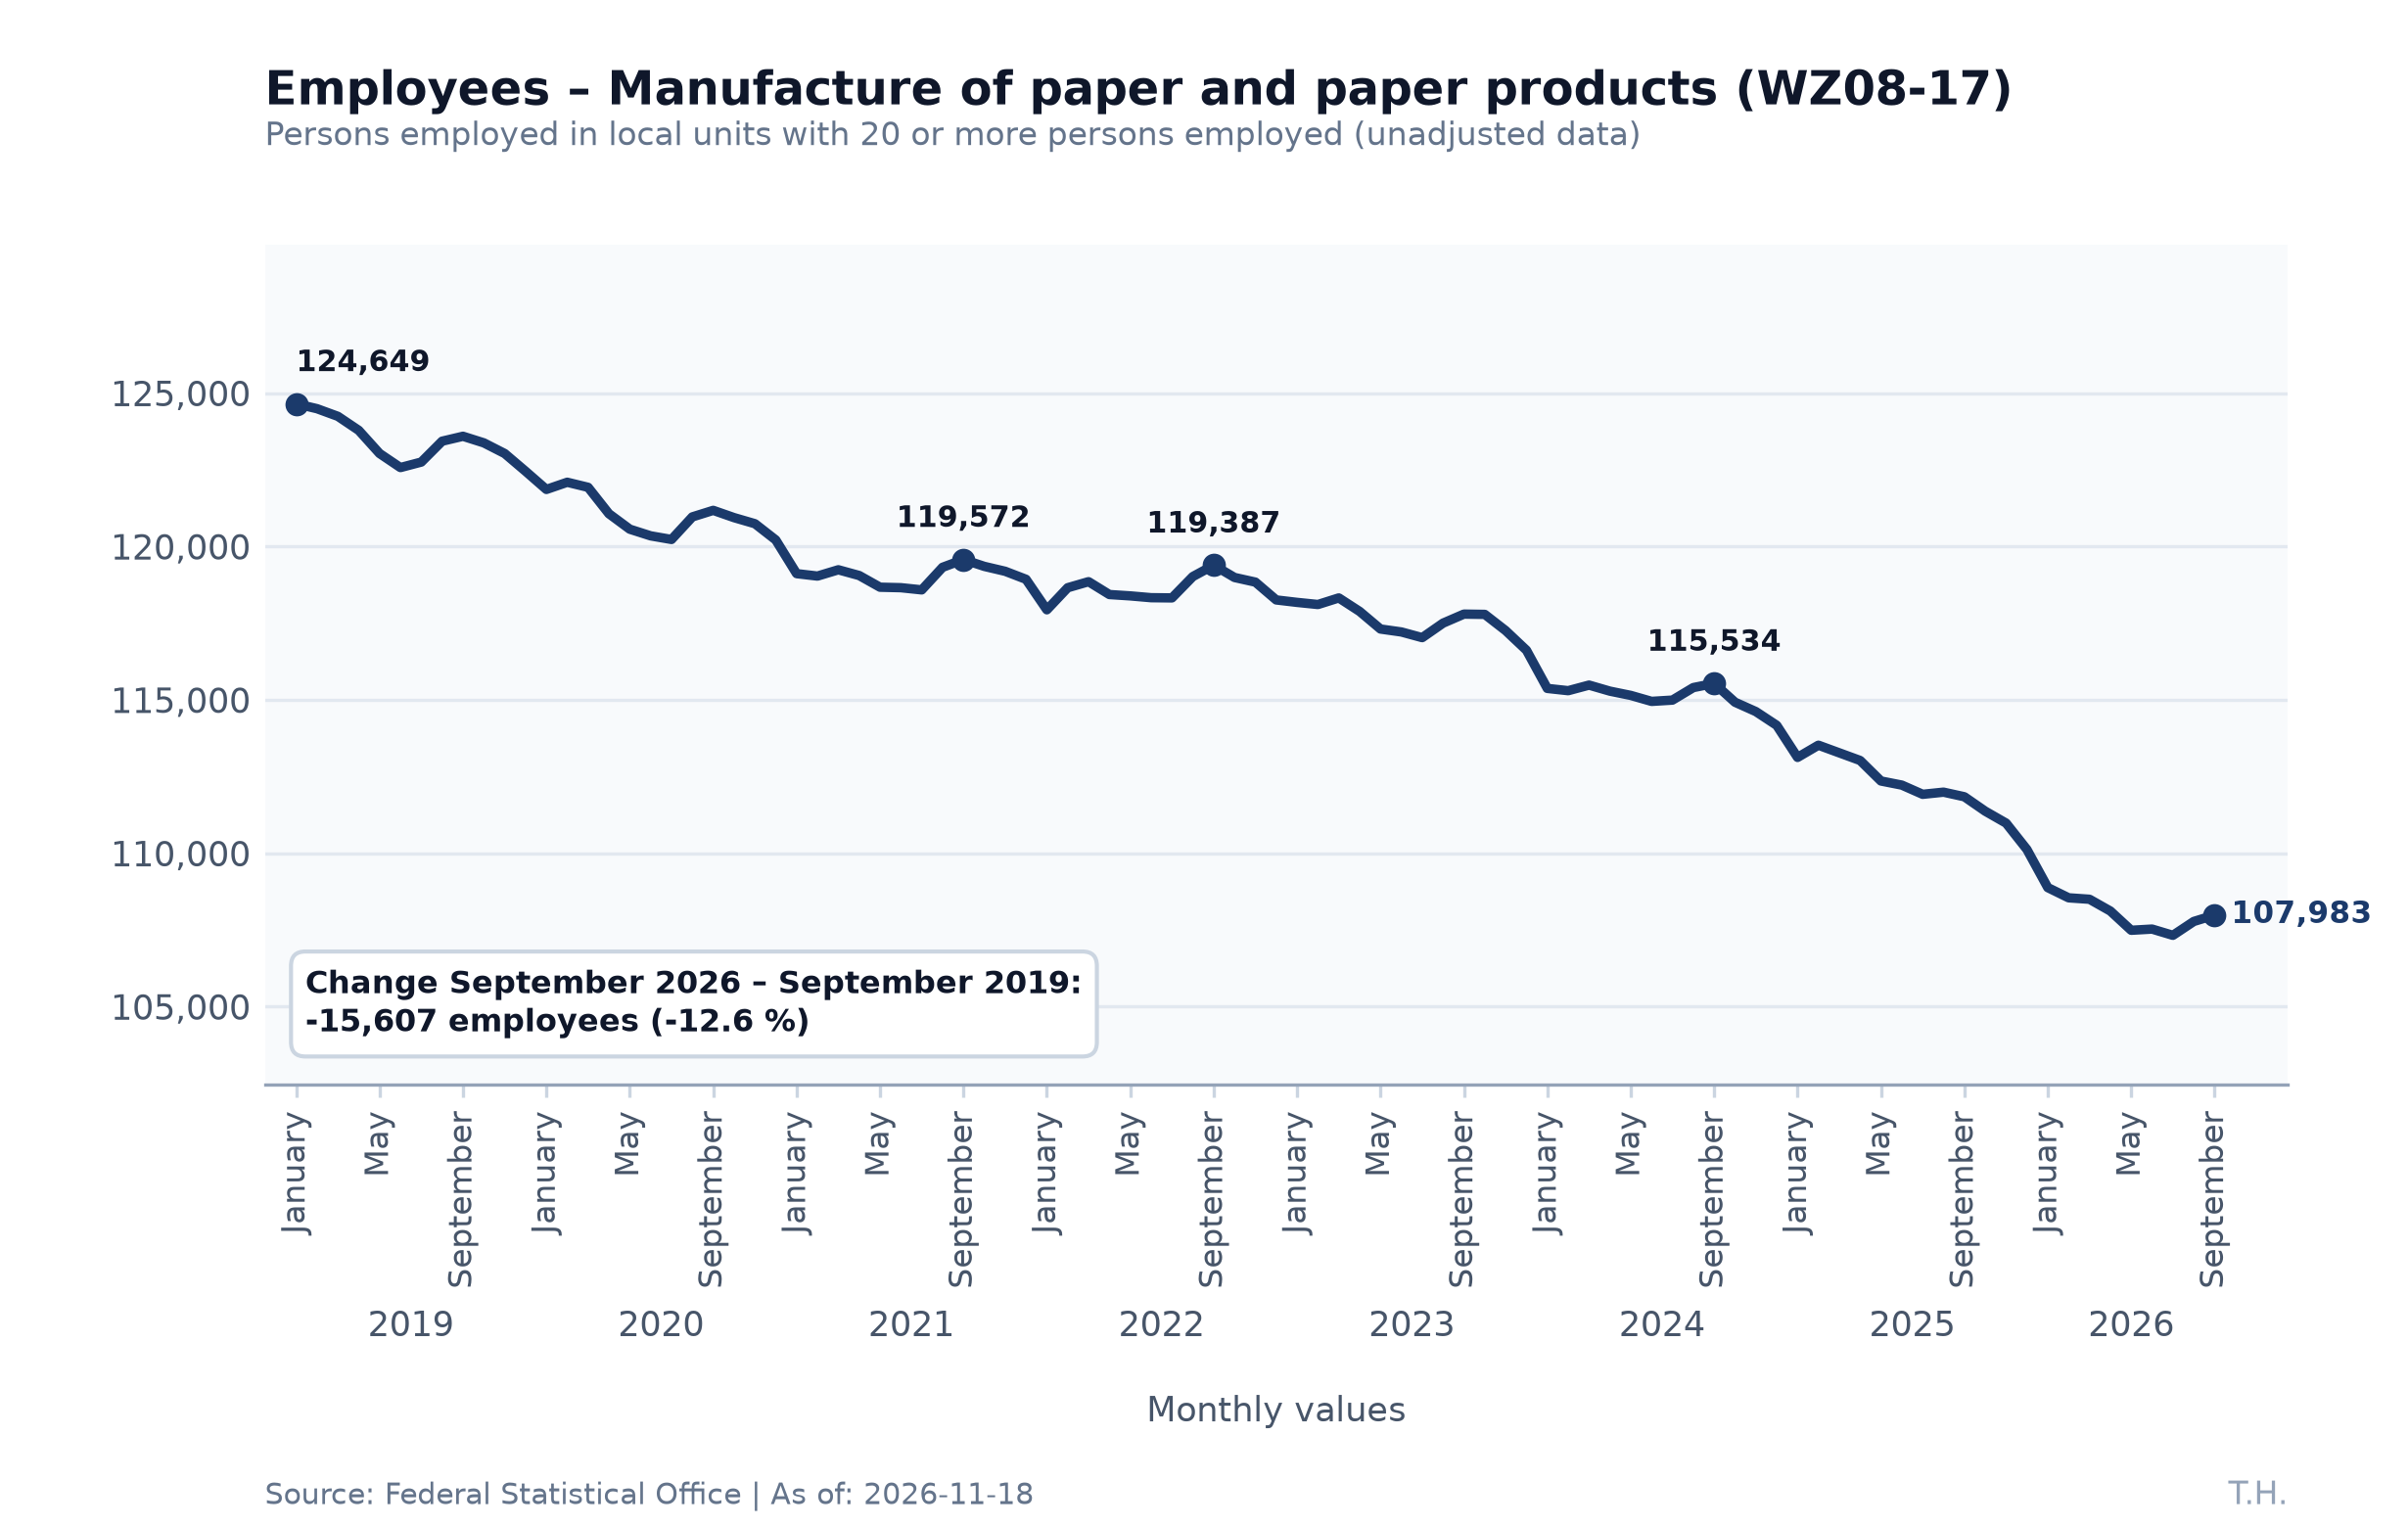 Employees – Manufacture of paper and paper products (WZ08-17)
Persons employed in local units with 20 or more persons employed (unadjusted data)
124,649
125,000
119,572
119,387
120,000
115,534
115,000
110,000
107,983
Change September 2026 – September 2019:
-15,607 employees (-12.6 %)
105,000
January May September January May September January May September January May September January May September January May September January May September January May September
2019 2020 2021 2022 2023 2024 2025 2026
Monthly values
Source: Federal Statistical Office | As of: 2026-11-18
T.H.